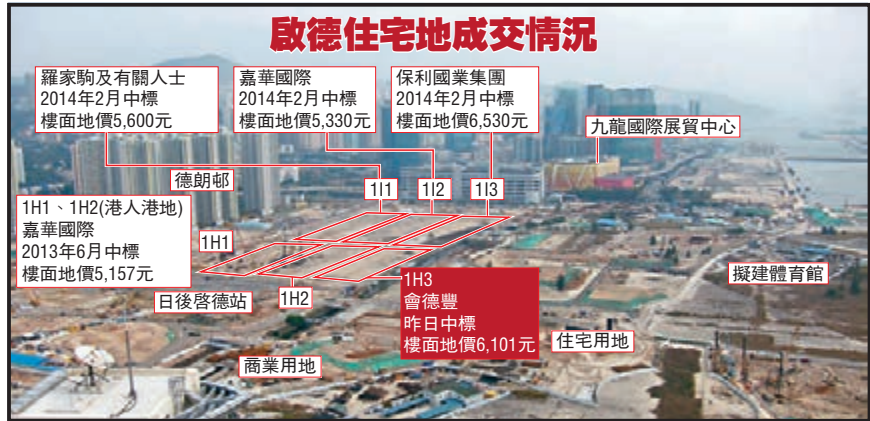 啟德住宅地成交情況
羅家駒及有關人士
2014年2月中標
樓面地價5,600元
嘉華國際
2014年2月中標
樓面地價5,330元
保利國業集團
2014年2月中標
樓面地價6,530元
九龍國際展貿中心
德朗邨
1I1
1I2
1I3
1H1、1H2(港人港地)
嘉華國際
2013年6月中標
樓面地價5,157元
1H1
日後啓德站
1H2
1H3
會德豐
昨日中標
樓面地價6,101元
擬建體育館
住宅用地
商業用地